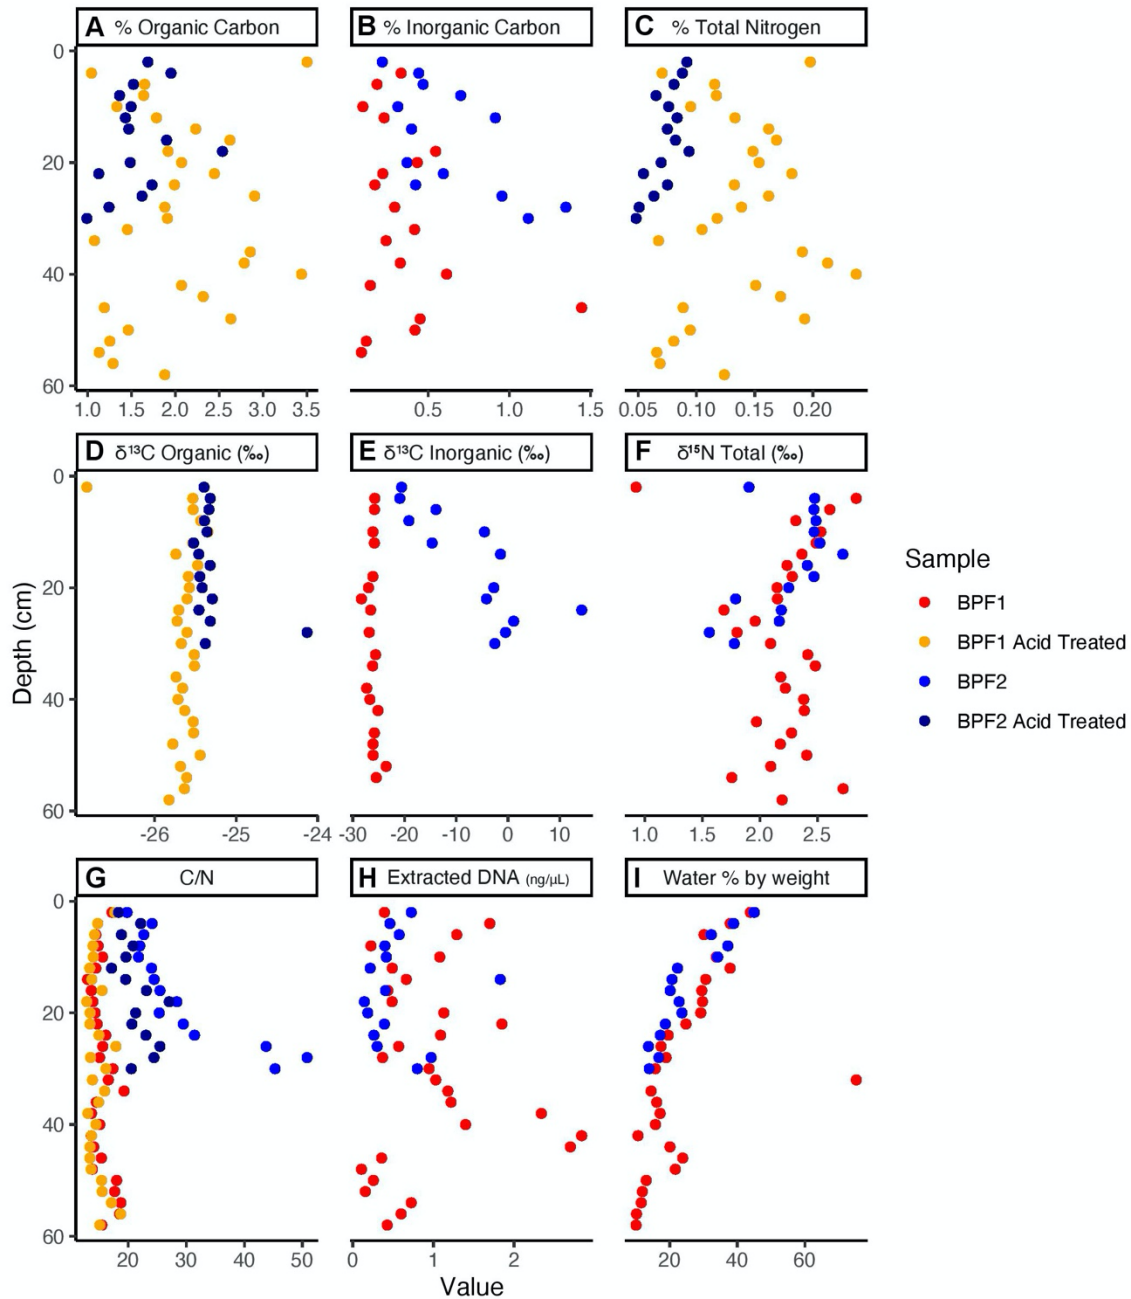 A % Organic Carbon
B % Inorganic Carbon
C % Total Nitrogen
0
20
40
60
1.0 1.5 2.0 2.5 3.0 3.5
0.5 1.0 1.5
0.05 0.10 0.15 0.20
D δ¹³C Organic (‰)
E δ¹³C Inorganic (‰)
F δ¹⁵N Total (‰)
0
20
40
60
Depth (cm)
-26 -25 -24
-30 -20 -10 0 10
1.0 1.5 2.0 2.5
Sample
BPF1
BPF1 Acid Treated
BPF2
BPF2 Acid Treated
G C/N
H Extracted DNA (ng/µL)
I Water % by weight
0
20
40
60
20 30 40 50
0 1 2
20 40 60
Value